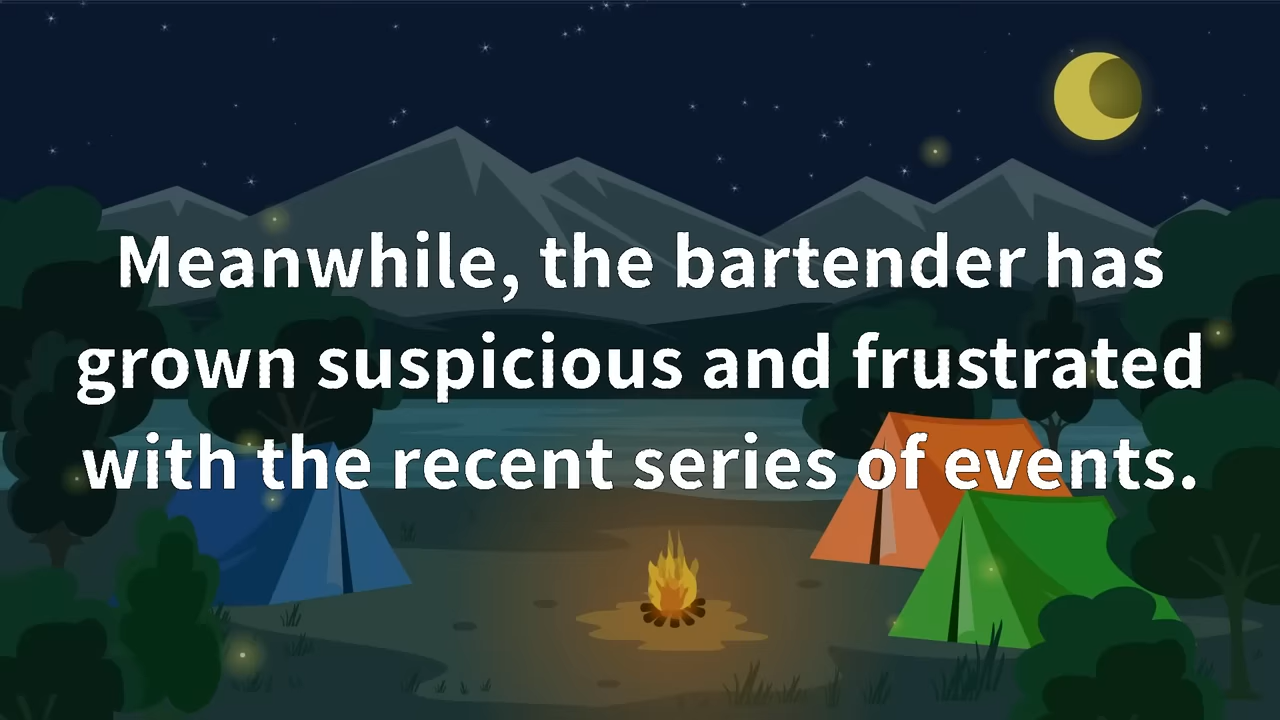 Meanwhile, the bartender has
grown suspicious and frustrated
with the recent series of events.